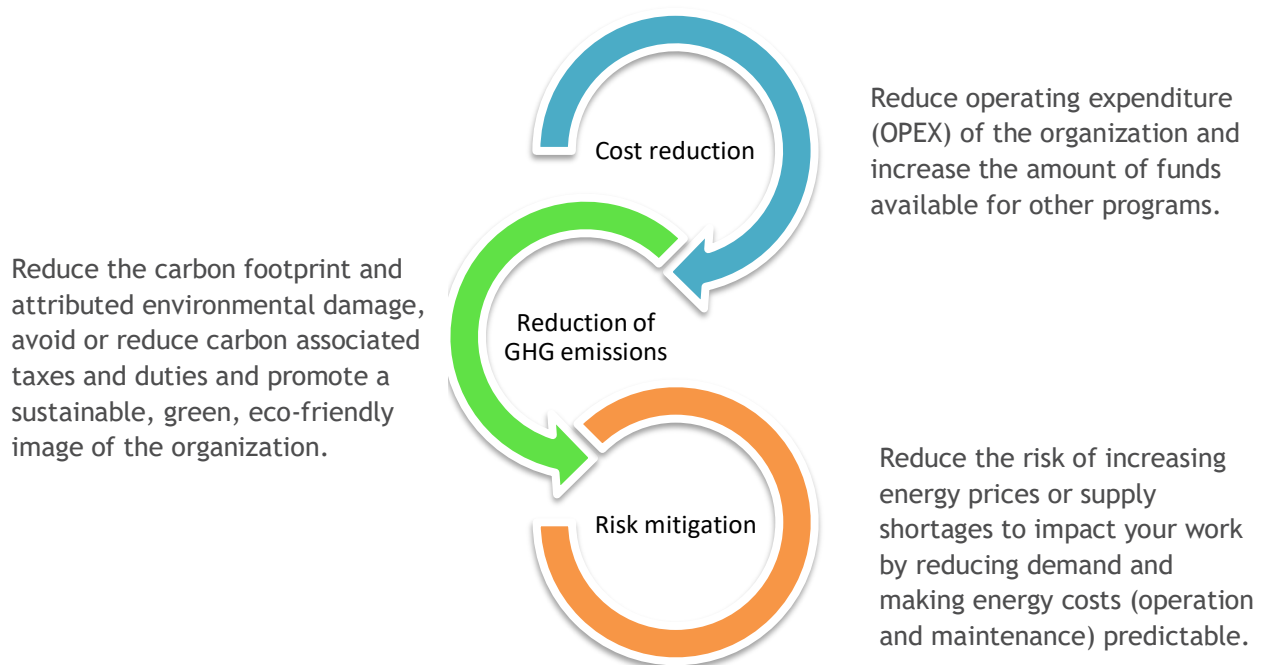 Cost reduction
Reduce operating expenditure
(OPEX) of the organization and
increase the amount of funds
available for other programs.
Reduce the carbon footprint and
attributed environmental damage,
avoid or reduce carbon associated
taxes and duties and promote a
sustainable, green, eco-friendly
image of the organization.
Reduction of
GHG emissions
Risk mitigation
Reduce the risk of increasing
energy prices or supply
shortages to impact your work
by reducing demand and
making energy costs (operation
and maintenance) predictable.